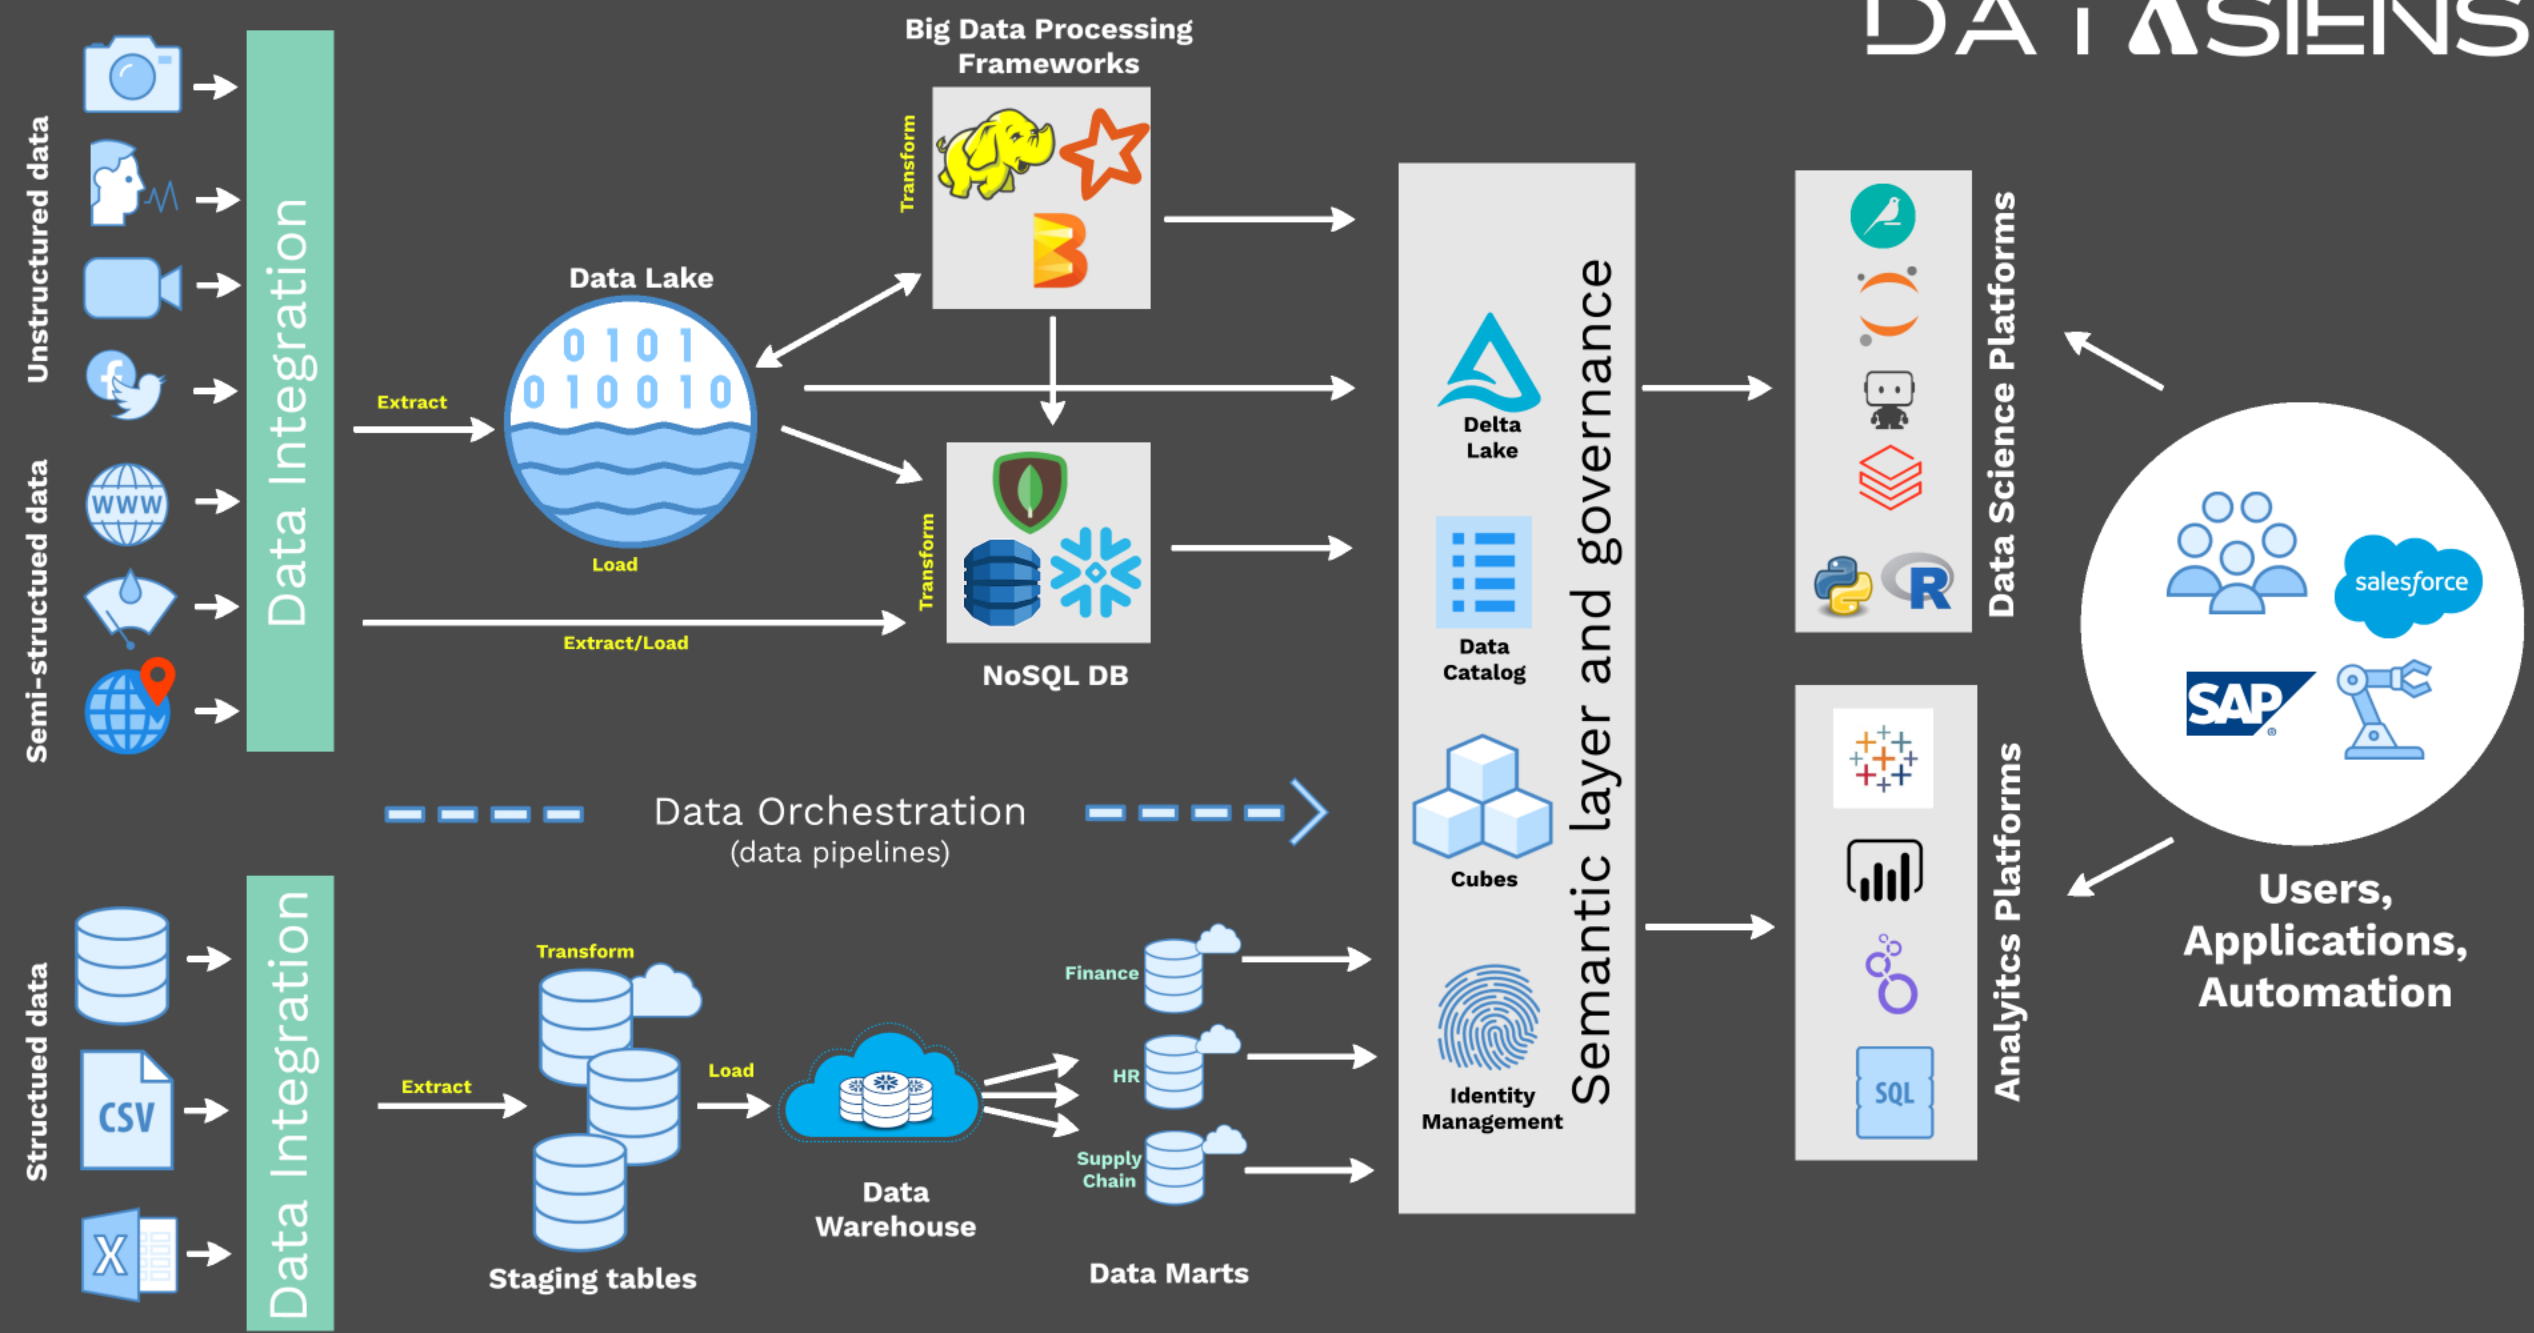 DATASIENS
Big Data Processing
Frameworks
Transform
Unstructured data
Semi-structued data
WWW
Data Integration
Extract
Data Lake
0 1 0 1
0 1 0 0 1 0
Load
Extract/Load
Transform
NoSQL DB
Data Orchestration
(data pipelines)
Structued data
CSV
X
Data Integration
Extract
Transform
Staging tables
Load
Data
Warehouse
Finance
HR
Supply
Chain
Data Marts
Semantic layer and governance
Delta
Lake
Data
Catalog
Cubes
Identity
Management
Data Science Platforms
R
Analyitcs Platforms
SQL
salesforce
SAP
®
Users,
Applications,
Automation